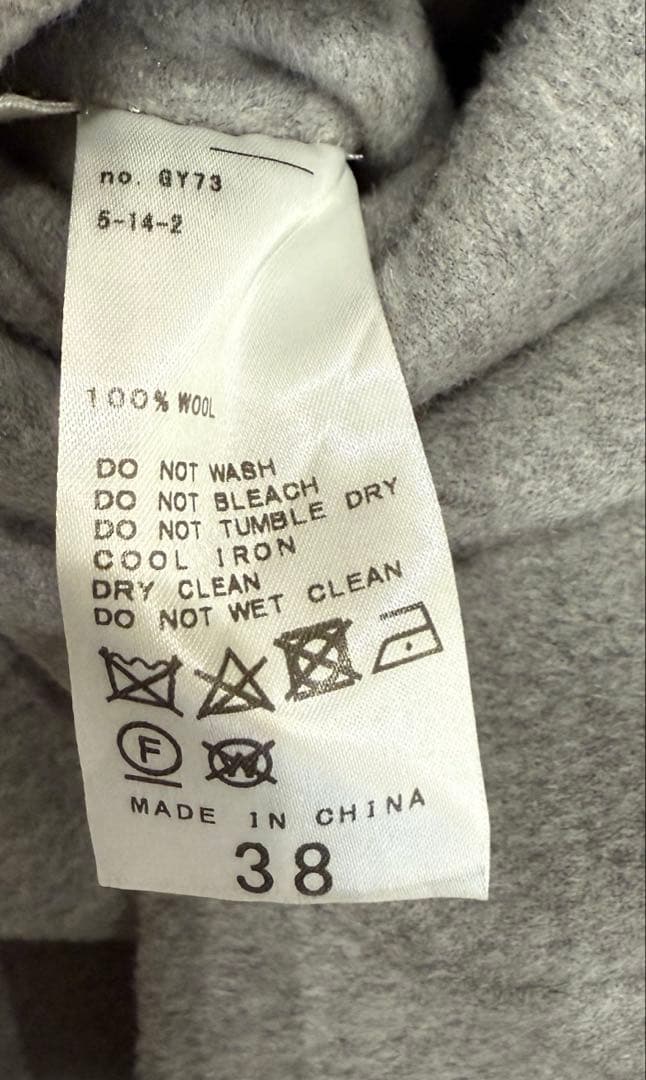 no. GY73
5-14-2
100% WOOL
DO NOT WASH
DO NOT BLEACH
DO NOT TUMBLE DRY
COOL IRON
DRY CLEAN
DO NOT WET CLEAN
F W
MADE IN CHINA
38